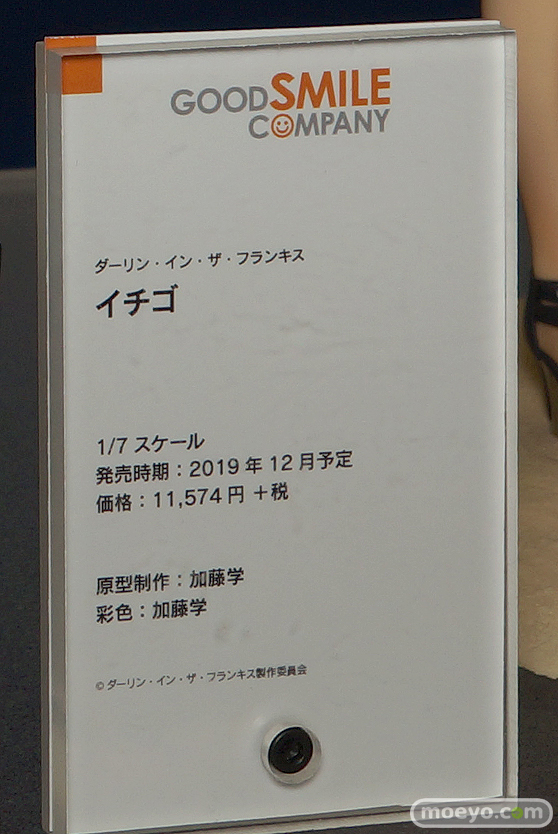 GOODSMILE
COMPANY
ダーリン・イン・ザ・フランキス
イチゴ
1/7 スケール
発売時期：2019 年 12 月予定
価格：11,574 円 ＋税
原型制作：加藤学
彩色：加藤学
©ダーリン・イン・ザ・フランキス製作委員会
moeyo.com